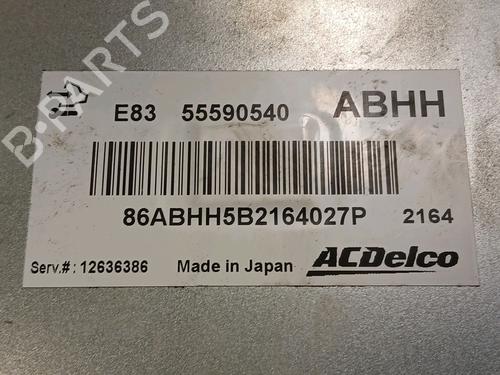 B-PARTS
E83 55590540 ABHH
86ABHH5B2164027P 2164
Serv.#: 12636386 Made in Japan ACDelco